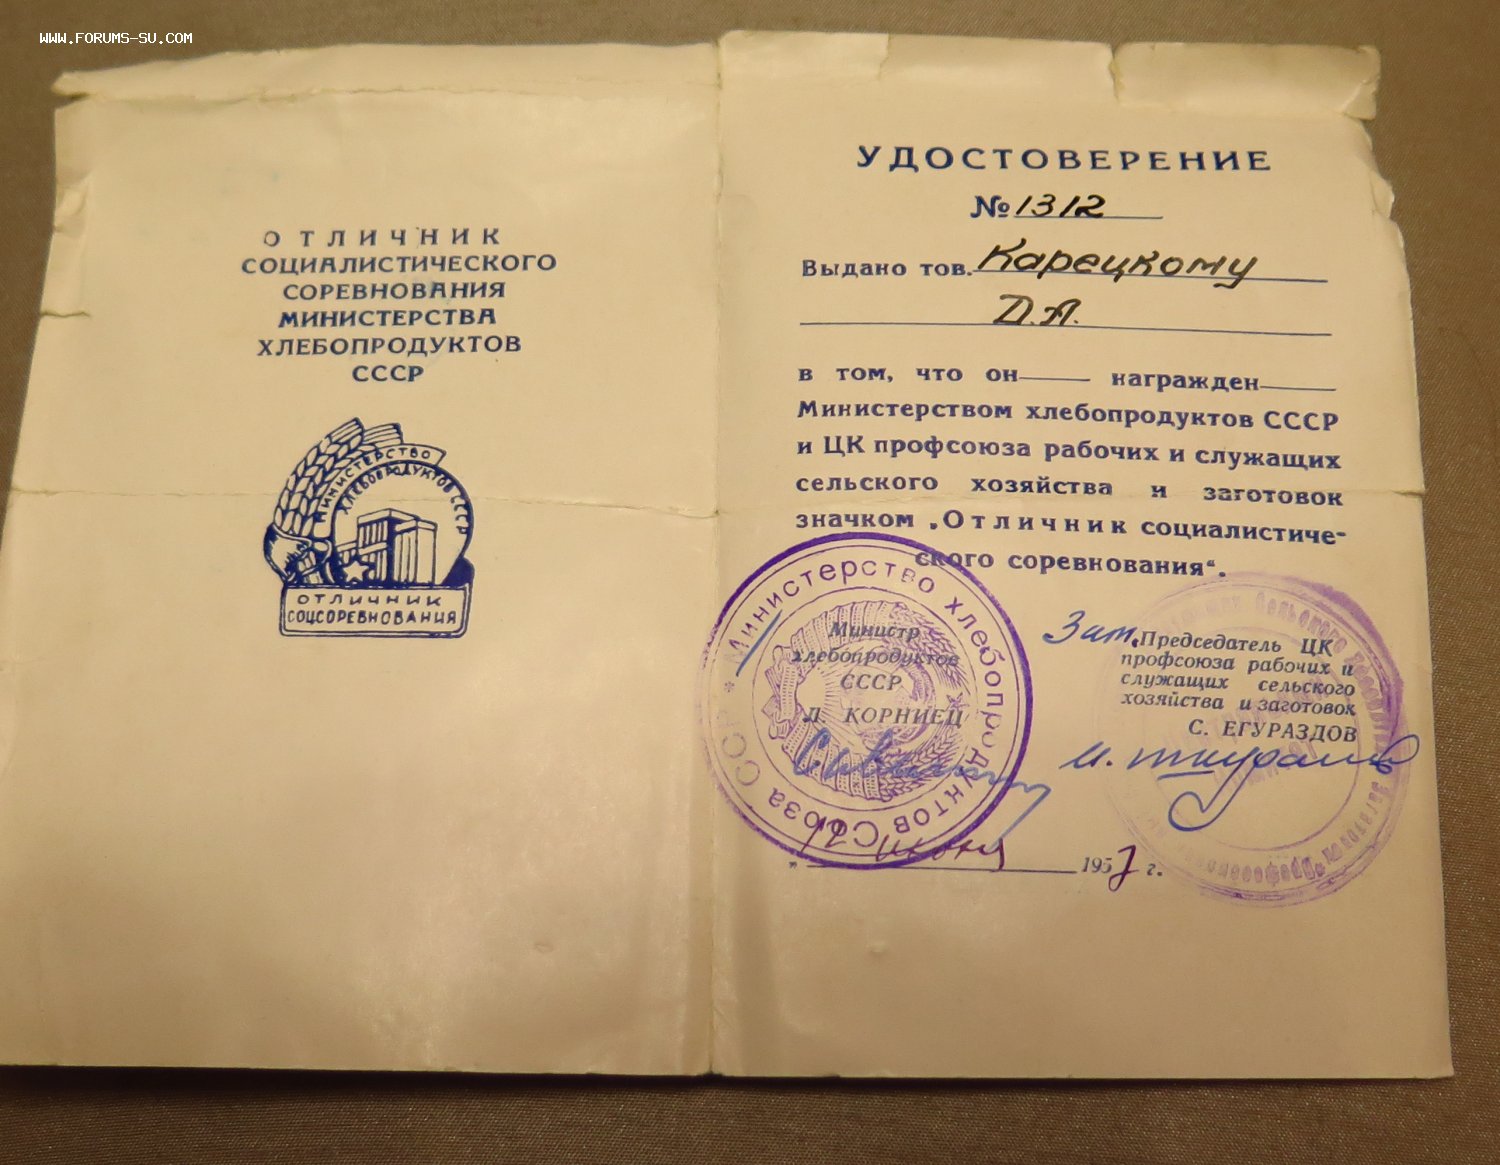 WWW.FORUMS-SU.COM
ОТЛИЧНИК
СОЦИАЛИСТИЧЕСКОГО
СОРЕВНОВАНИЯ
МИНИСТЕРСТВА
ХЛЕБОПРОДУКТОВ
СССР
МИНИСТЕРСТВО
ХЛЕБОПРОДУКТОВ СССР
ОТЛИЧНИК
СОЦСОРЕВНОВАНИЯ
УДОСТОВЕРЕНИЕ
№ 1312
Выдано тов. Карецкому
Д.А.
в том, что он награжден
Министерством хлебопродуктов СССР
и ЦК профсоюза рабочих и служащих
сельского хозяйства и заготовок
значком „Отличник социалистиче-
ского соревнования“.
Министерство хлебопродуктов Союза ССР
Министр
хлебопродуктов
СССР
Л. КОРНИЕЦ
Зам. Председатель ЦК
профсоюза рабочих и
служащих сельского
хозяйства и заготовок
С. ЕГУРАЗДОВ
„12 июня 1957 г.